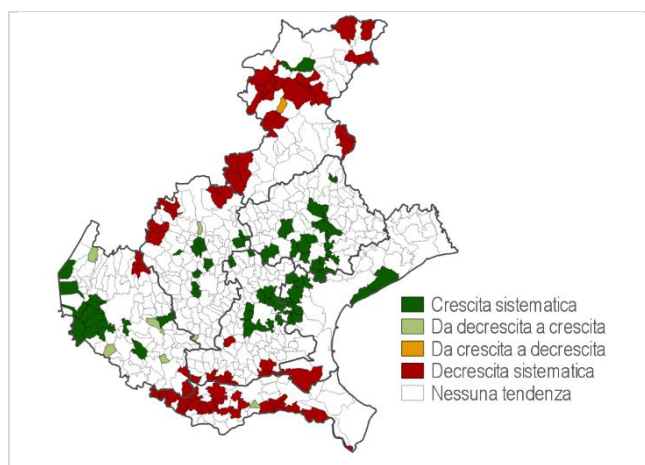 Crescita sistematica
Da decrescita a crescita
Da crescita a decrescita
Decrescita sistematica
Nessuna tendenza